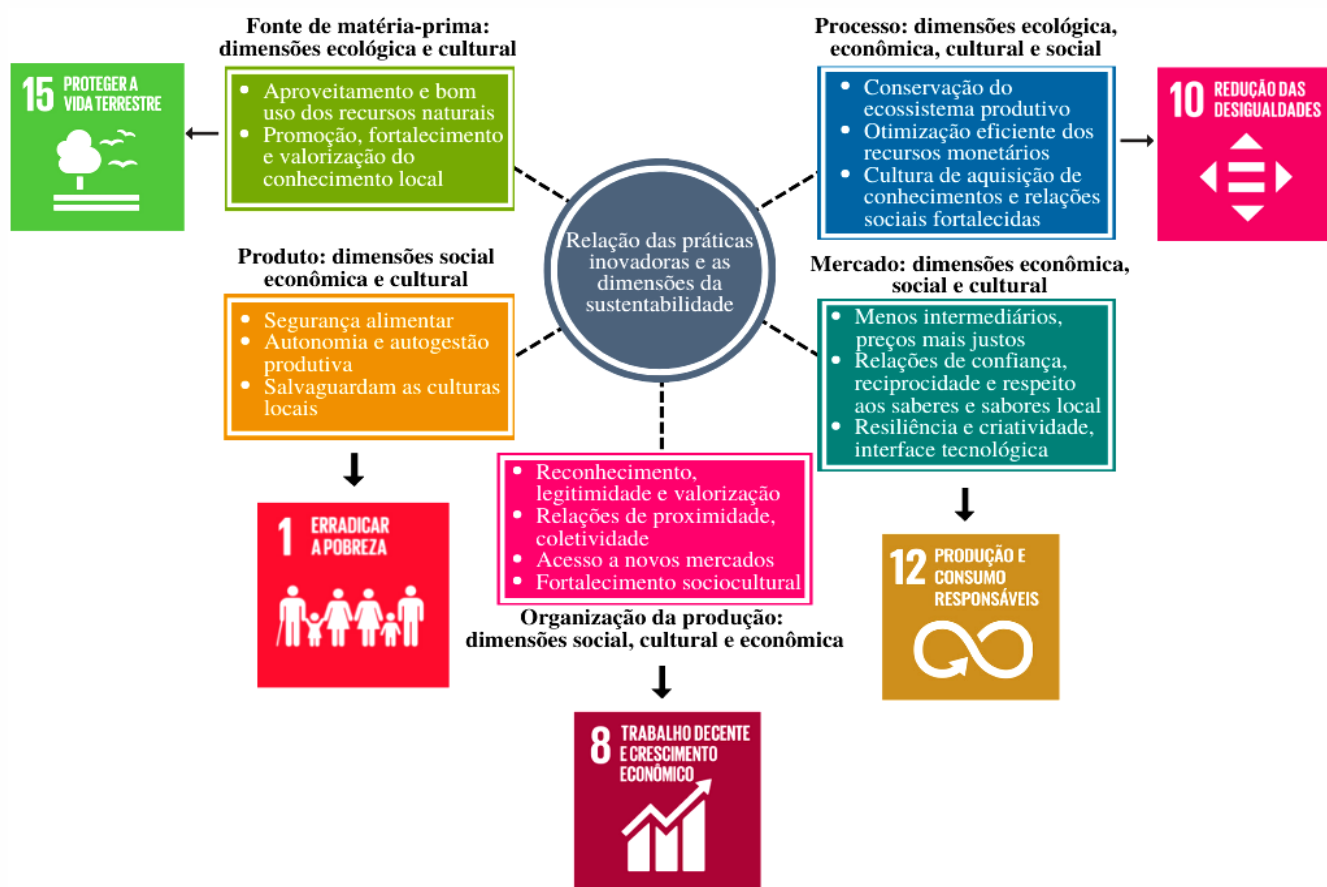 Fonte de matéria-prima:
dimensões ecológica e cultural
15 PROTEGER A
VIDA TERRESTRE
• Aproveitamento e bom
uso dos recursos naturais
• Promoção, fortalecimento
e valorização do
conhecimento local
Processo: dimensões ecológica,
econômica, cultural e social
• Conservação do
ecossistema produtivo
• Otimização eficiente dos
recursos monetários
• Cultura de aquisição de
conhecimentos e relações
sociais fortalecidas
10 REDUÇÃO DAS
DESIGUALDADES
Relação das práticas
inovadoras e as
dimensões da
sustentabilidade
Produto: dimensões social
econômica e cultural
• Segurança alimentar
• Autonomia e autogestão
produtiva
• Salvaguardam as culturas
locais
Mercado: dimensões econômica,
social e cultural
• Menos intermediários,
preços mais justos
• Relações de confiança,
reciprocidade e respeito
aos saberes e sabores local
• Resiliência e criatividade,
interface tecnológica
• Reconhecimento,
legitimidade e valorização
• Relações de proximidade,
coletividade
• Acesso a novos mercados
• Fortalecimento sociocultural
Organização da produção:
dimensões social, cultural e econômica
1 ERRADICAR
A POBREZA
12 PRODUÇÃO E
CONSUMO
RESPONSÁVEIS
8 TRABALHO DECENTE
E CRESCIMENTO
ECONÔMICO